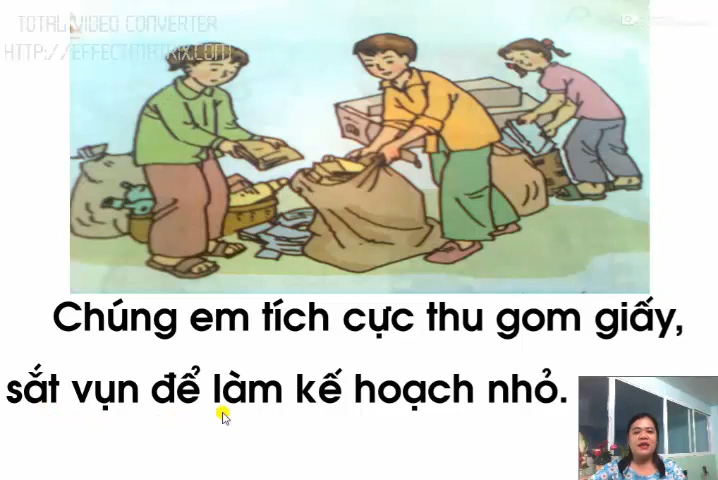 TOTAL VIDEO CONVERTER
HTTP://EFFECTMATRIX.COM
Chúng em tích cực thu gom giấy,
sắt vụn để làm kế hoạch nhỏ.